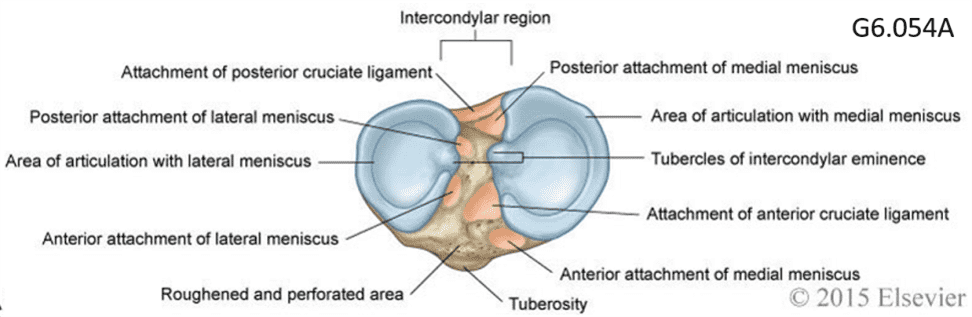 Intercondylar region
G6.054A
Attachment of posterior cruciate ligament
Posterior attachment of medial meniscus
Posterior attachment of lateral meniscus
Area of articulation with medial meniscus
Area of articulation with lateral meniscus
Tubercles of intercondylar eminence
Attachment of anterior cruciate ligament
Anterior attachment of lateral meniscus
Anterior attachment of medial meniscus
Roughened and perforated area
Tuberosity
© 2015 Elsevier